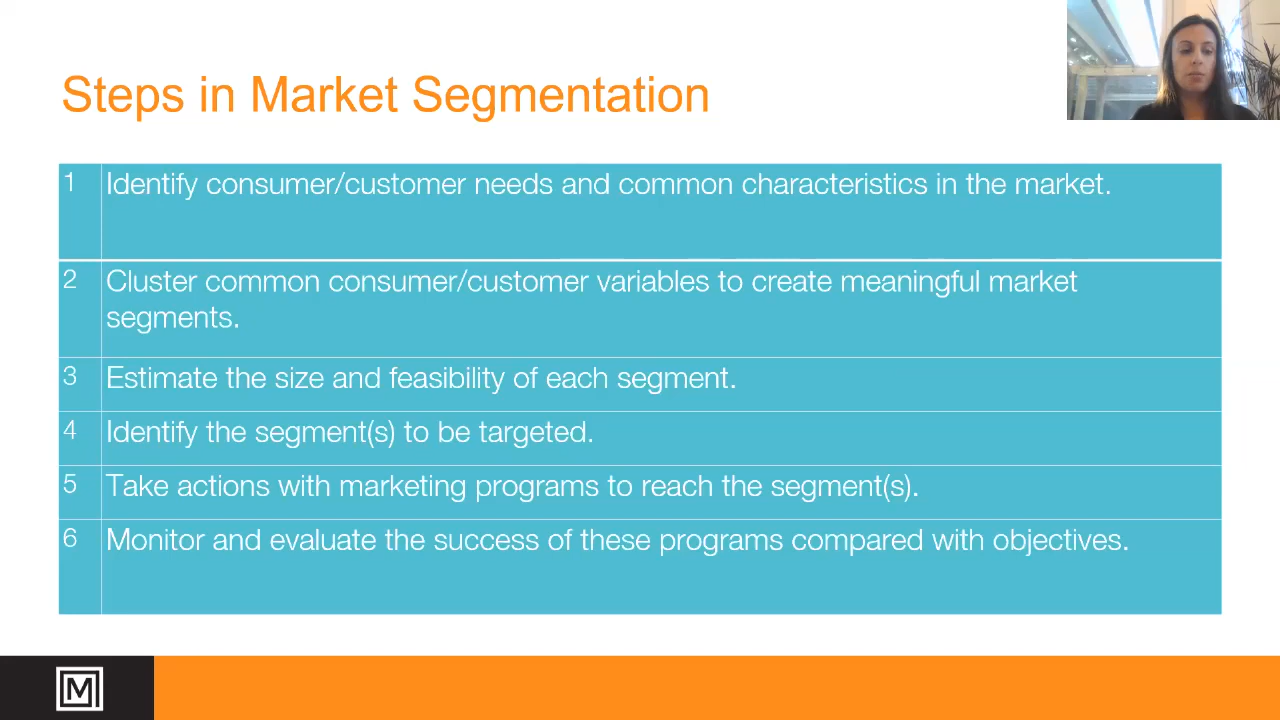 Steps in Market Segmentation
1 Identify consumer/customer needs and common characteristics in the market.
2 Cluster common consumer/customer variables to create meaningful market
segments.
3 Estimate the size and feasibility of each segment.
4 Identify the segment(s) to be targeted.
5 Take actions with marketing programs to reach the segment(s).
6 Monitor and evaluate the success of these programs compared with objectives.
M